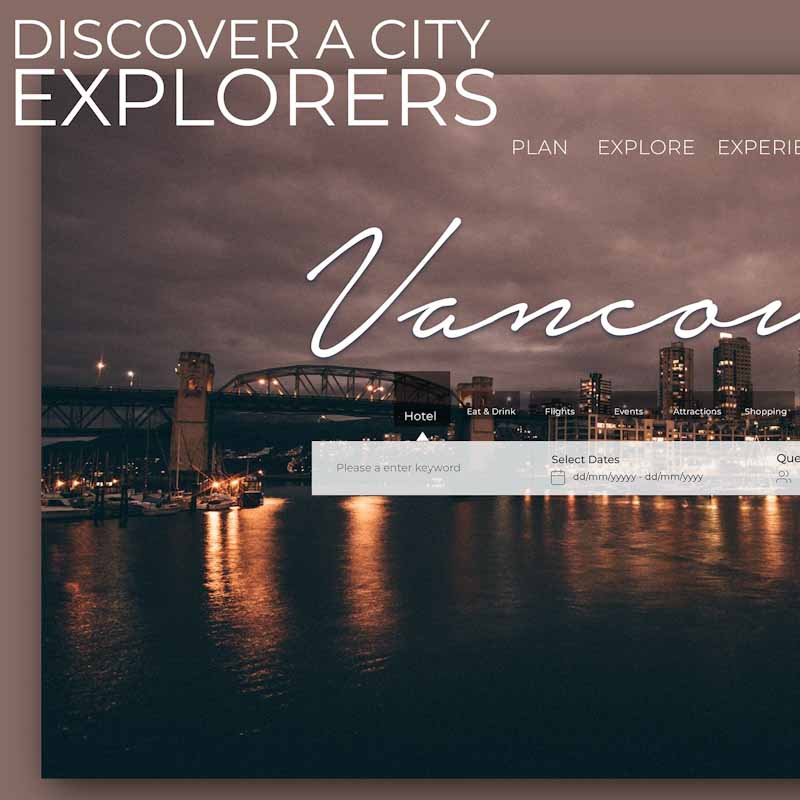 DISCOVER A CITY
EXPLORERS
PLAN EXPLORE EXPERIE
Vancou
Hotel Eat & Drink Flights Events Attractions Shopping
Please a enter keyword
Select Dates
dd/mm/yyyyy - dd/mm/yyyy
Que